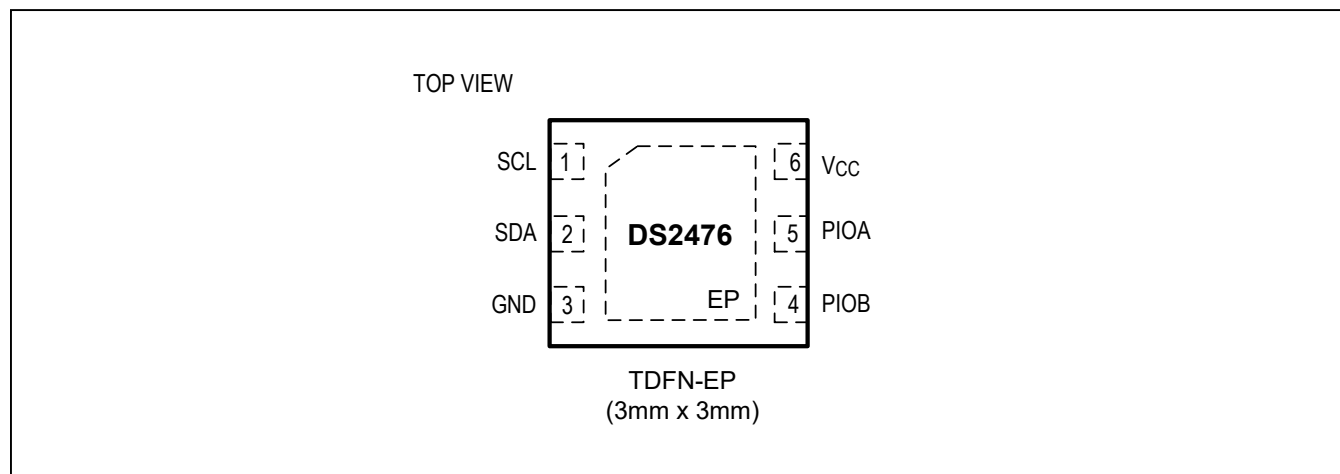 TOP VIEW
SCL 1 6 VCC
SDA 2 DS2476 5 PIOA
GND 3 EP 4 PIOB
TDFN-EP
(3mm x 3mm)